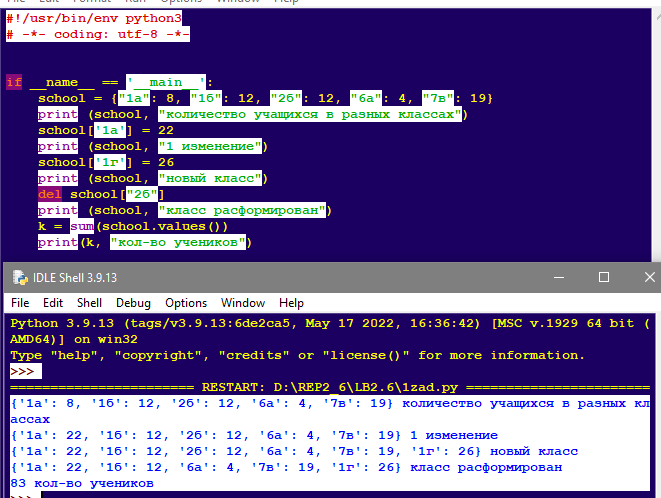 #!/usr/bin/env python3
# -*- coding: utf-8 -*-
if __name__ == '__main__':
school = {"1а": 8, "1б": 12, "2б": 12, "6а": 4, "7в": 19}
print (school, "количество учащихся в разных классах")
school['1а'] = 22
print (school, "1 изменение")
school['1г'] = 26
print (school, "новый класс")
del school["2б"]
print (school, "класс расформирован")
k = sum(school.values())
print(k, "кол-во учеников")
IDLE Shell 3.9.13
File Edit Shell Debug Options Window Help
Python 3.9.13 (tags/v3.9.13:6de2ca5, May 17 2022, 16:36:42) [MSC v.1929 64 bit (
AMD64)] on win32
Type "help", "copyright", "credits" or "license()" for more information.
>>>
======================= RESTART: D:\REP2_6\LB2.6\1zad.py =======================
{'1а': 8, '1б': 12, '2б': 12, '6а': 4, '7в': 19} количество учащихся в разных кл
ассах
{'1а': 22, '1б': 12, '2б': 12, '6а': 4, '7в': 19} 1 изменение
{'1а': 22, '1б': 12, '2б': 12, '6а': 4, '7в': 19, '1г': 26} новый класс
{'1а': 22, '1б': 12, '6а': 4, '7в': 19, '1г': 26} класс расформирован
83 кол-во учеников
>>>